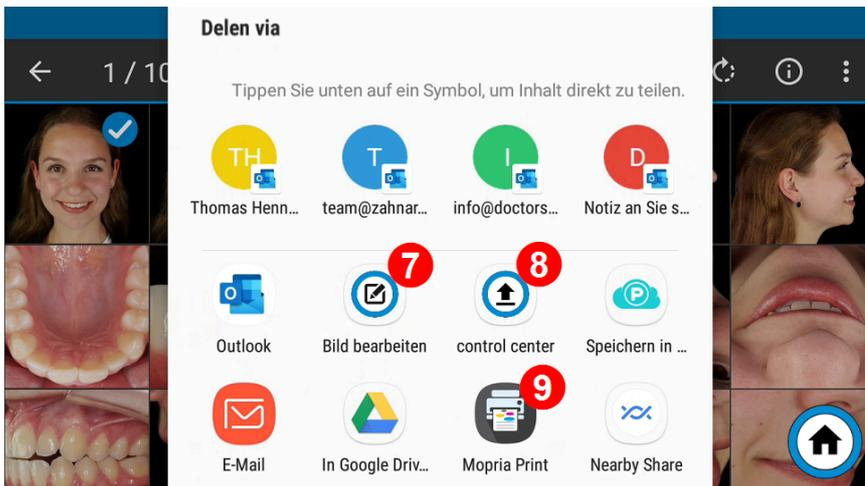 Delen via
1 / 10
Tippen Sie unten auf ein Symbol, um Inhalt direkt zu teilen.
TH T I D
Thomas Henn... team@zahnar... info@doctors... Notiz an Sie s...
7 8
Outlook Bild bearbeiten control center Speichern in ...
9
E-Mail In Google Driv... Mopria Print Nearby Share